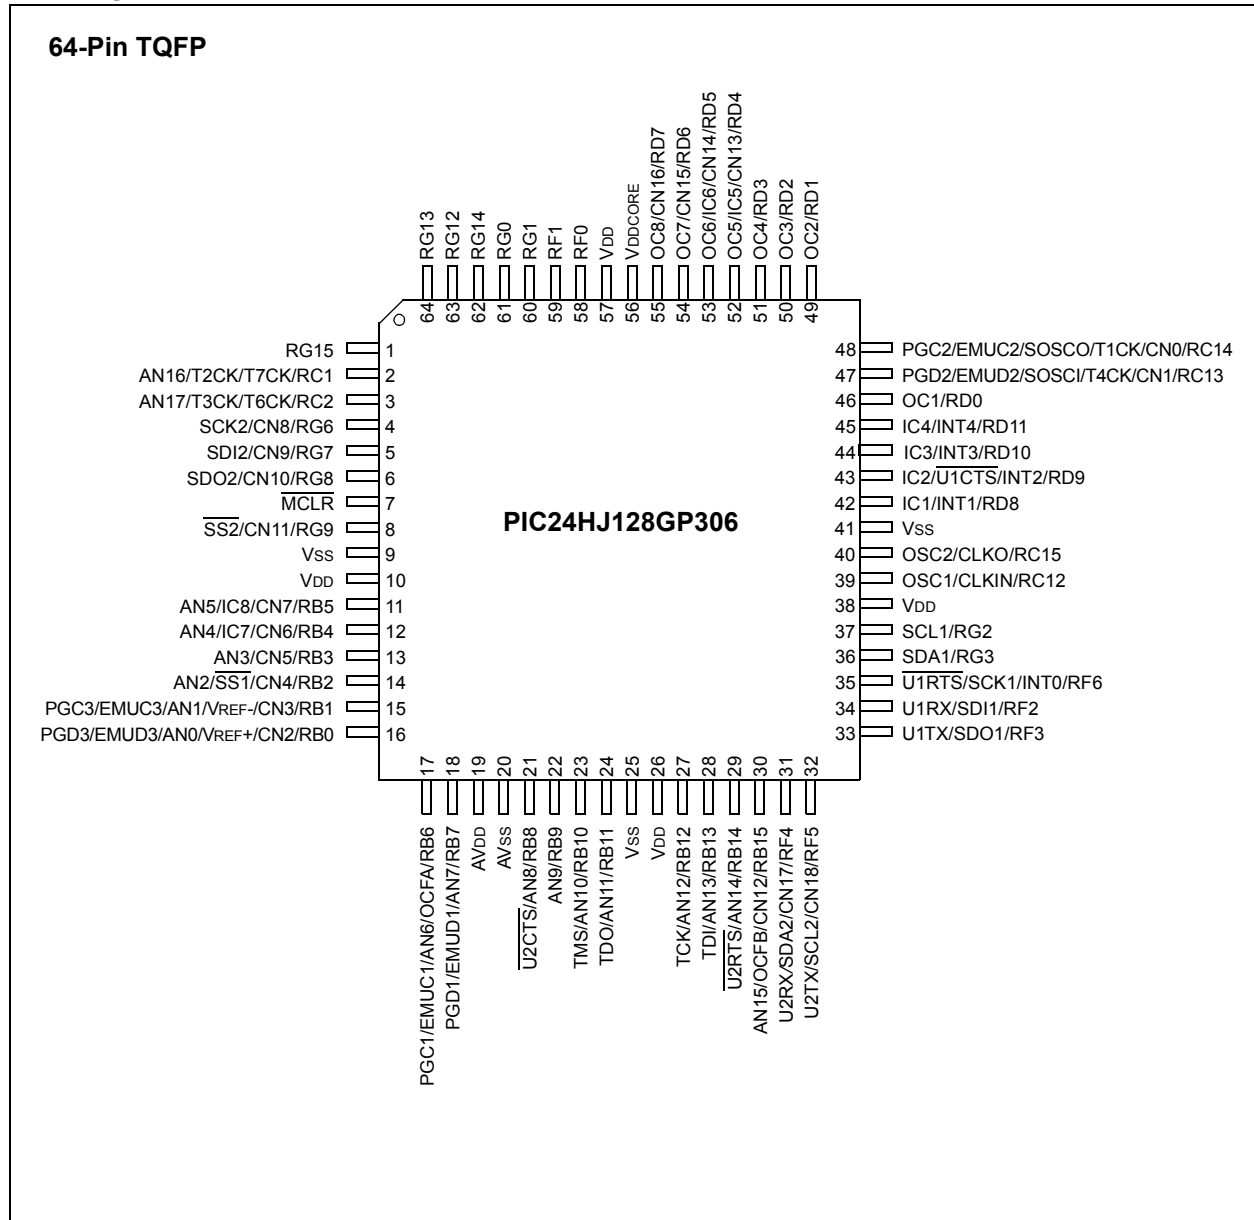 64-Pin TQFP
RG13
RG12
RG14
RG0
RG1
RF1
RF0
VDD
VDDCORE
OC8/CN16/RD7
OC7/CN15/RD6
OC6/IC6/CN14/RD5
OC5/IC5/CN13/RD4
OC4/RD3
OC3/RD2
OC2/RD1
64
63
62
61
60
59
58
57
56
55
54
53
52
51
50
49
RG15 1
AN16/T2CK/T7CK/RC1 2
AN17/T3CK/T6CK/RC2 3
SCK2/CN8/RG6 4
SDI2/CN9/RG7 5
SDO2/CN10/RG8 6
MCLR 7
SS2/CN11/RG9 8
VSS 9
VDD 10
AN5/IC8/CN7/RB5 11
AN4/IC7/CN6/RB4 12
AN3/CN5/RB3 13
AN2/SS1/CN4/RB2 14
PGC3/EMUC3/AN1/VREF-/CN3/RB1 15
PGD3/EMUD3/AN0/VREF+/CN2/RB0 16
PIC24HJ128GP306
48 PGC2/EMUC2/SOSCO/T1CK/CN0/RC14
47 PGD2/EMUD2/SOSCI/T4CK/CN1/RC13
46 OC1/RD0
45 IC4/INT4/RD11
44 IC3/INT3/RD10
43 IC2/U1CTS/INT2/RD9
42 IC1/INT1/RD8
41 VSS
40 OSC2/CLKO/RC15
39 OSC1/CLKIN/RC12
38 VDD
37 SCL1/RG2
36 SDA1/RG3
35 U1RTS/SCK1/INT0/RF6
34 U1RX/SDI1/RF2
33 U1TX/SDO1/RF3
17
18
19
20
21
22
23
24
25
26
27
28
29
30
31
32
PGC1/EMUC1/AN6/OCFA/RB6
PGD1/EMUD1/AN7/RB7
AVDD
AVSS
U2CTS/AN8/RB8
AN9/RB9
TMS/AN10/RB10
TDO/AN11/RB11
VSS
VDD
TCK/AN12/RB12
TDI/AN13/RB13
U2RTS/AN14/RB14
AN15/OCFB/CN12/RB15
U2RX/SDA2/CN17/RF4
U2TX/SCL2/CN18/RF5